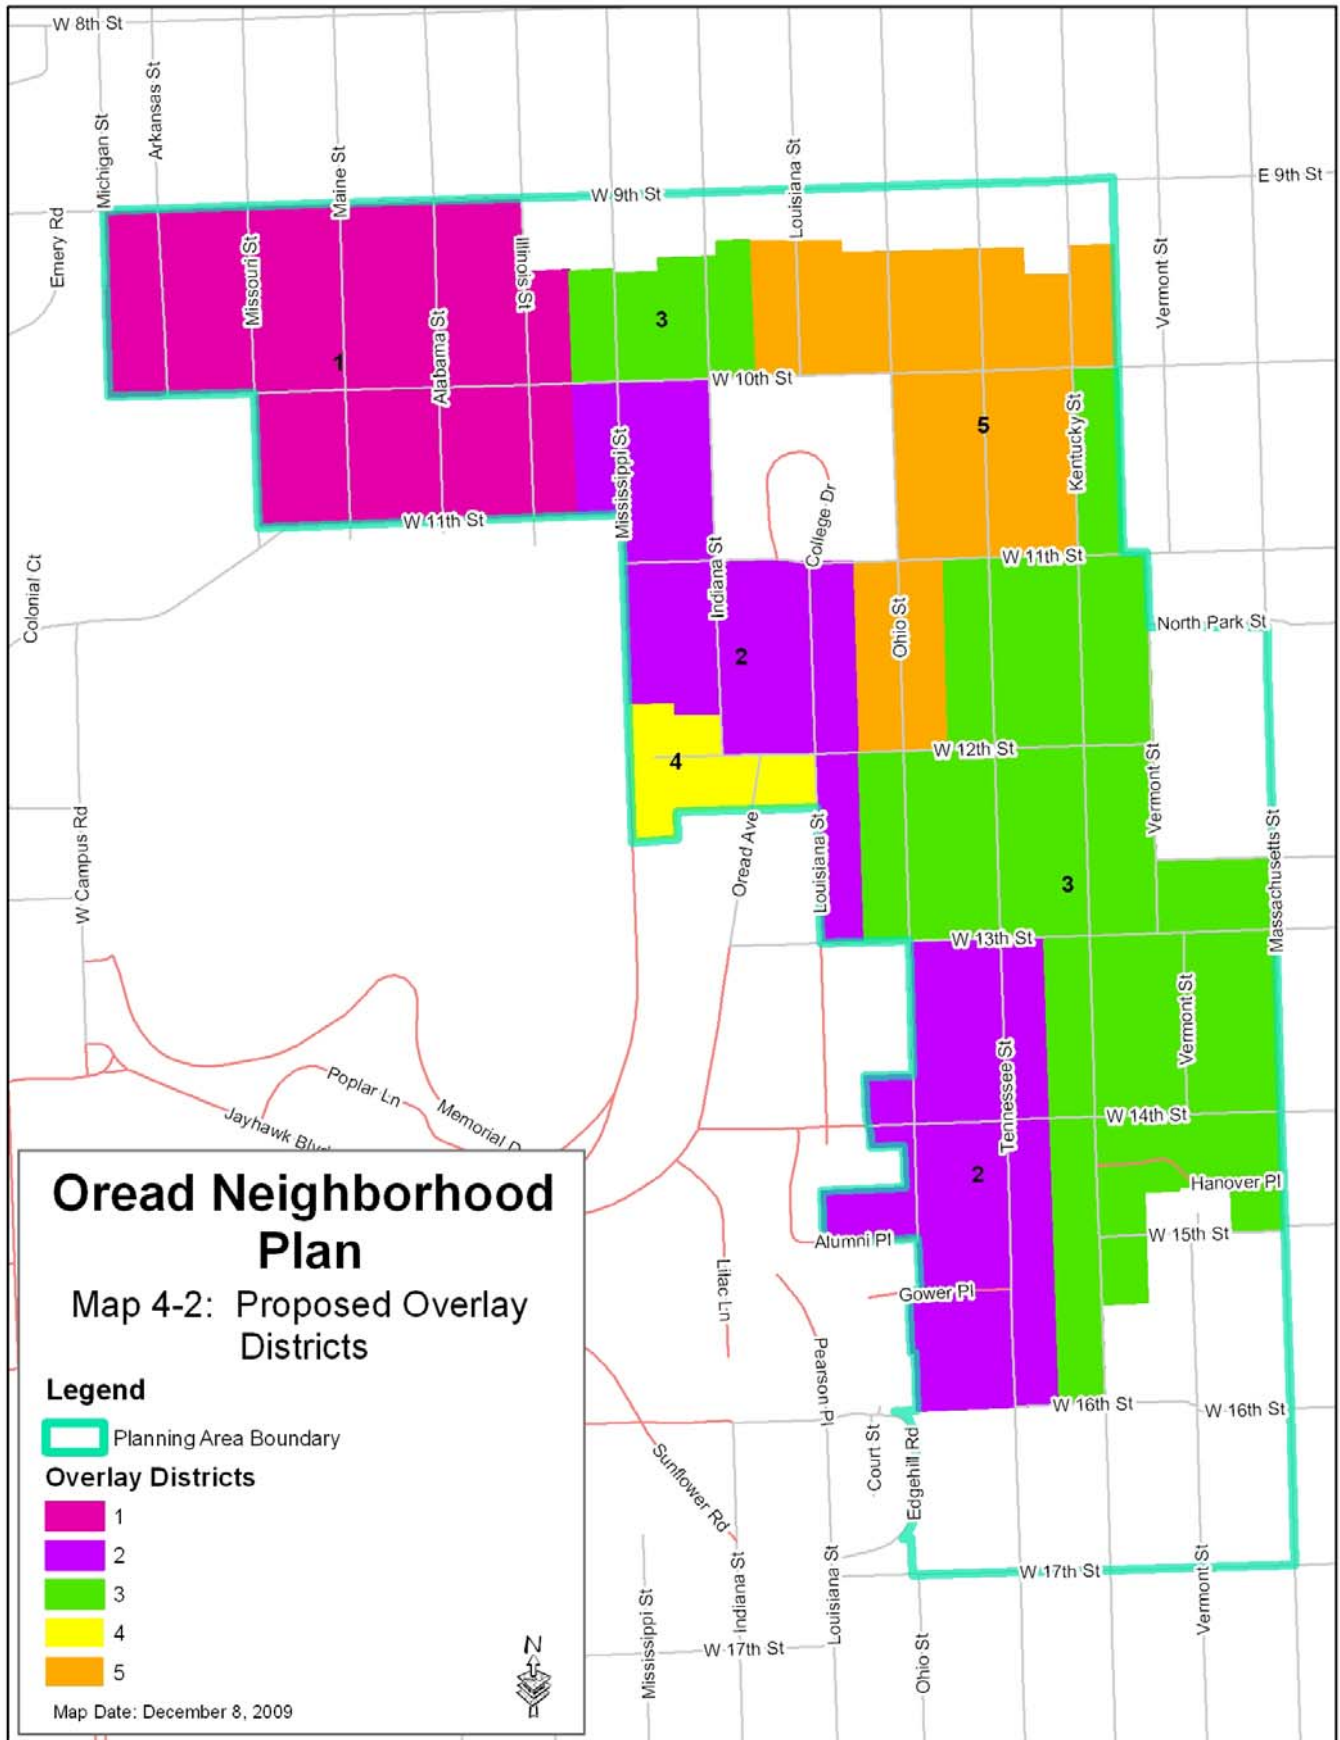 W 8th St
Arkansas St
Michigan St
Maine St
Louisiana St
E 9th St
W 9th St
Emery Rd
Missouri St
Illinois St
Vermont St
Alabama St
1
3
W 10th St
5
Kentucky St
Mississippi St
College Dr
W 11th St
W 11th St
Colonial Ct
Indiana St
Ohio St
North Park St
2
4
W 12th St
Vermont St
W Campus Rd
Oread Ave
Louisiana St
Massachusetts St
3
W 13th St
Vermont St
Tennessee St
Poplar Ln
Memorial D
Jayhawk Blvd
W 14th St
2
Hanover Pl
W 15th St
Alumni Pl
Lilac Ln
Gower Pl
Pearson Pl
W 16th St
W 16th St
Court St
Edgehill Rd
Sunflower Rd
W 17th St
Indiana St
Louisiana St
Vermont St
Mississippi St
W 17th St
Ohio St
Oread Neighborhood
Plan
Map 4-2: Proposed Overlay
Districts
Legend
Planning Area Boundary
Overlay Districts
1
2
3
4
5
N
Map Date: December 8, 2009